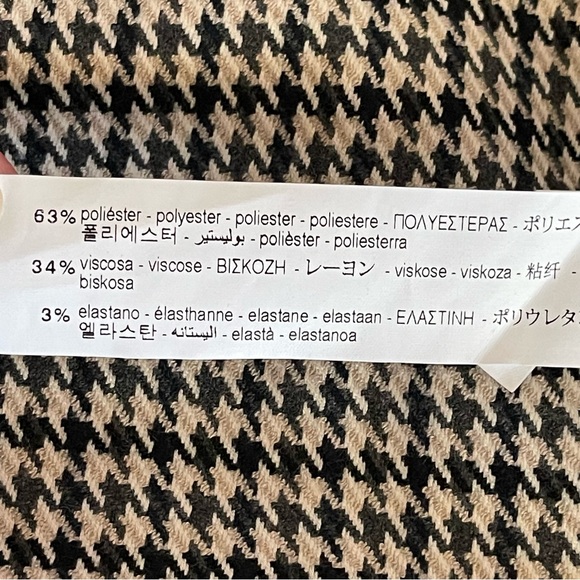 63% poliéster - polyester - poliester - poliestere - ΠΟΛΥΕΣΤΕΡΑΣ - ポリエス
폴리에스터 - بوليستير - polièster - poliesterra
34% viscosa - viscose - ΒΙΣΚΟΖΗ - レーヨン - viskose - viskoza - 粘纤 -
biskosa
3% elastano - élasthanne - elastane - elastaan - ΕΛΑΣΤΙΝΗ - ポリウレタ
엘라스탄 - اليستانه - elastà - elastanoa